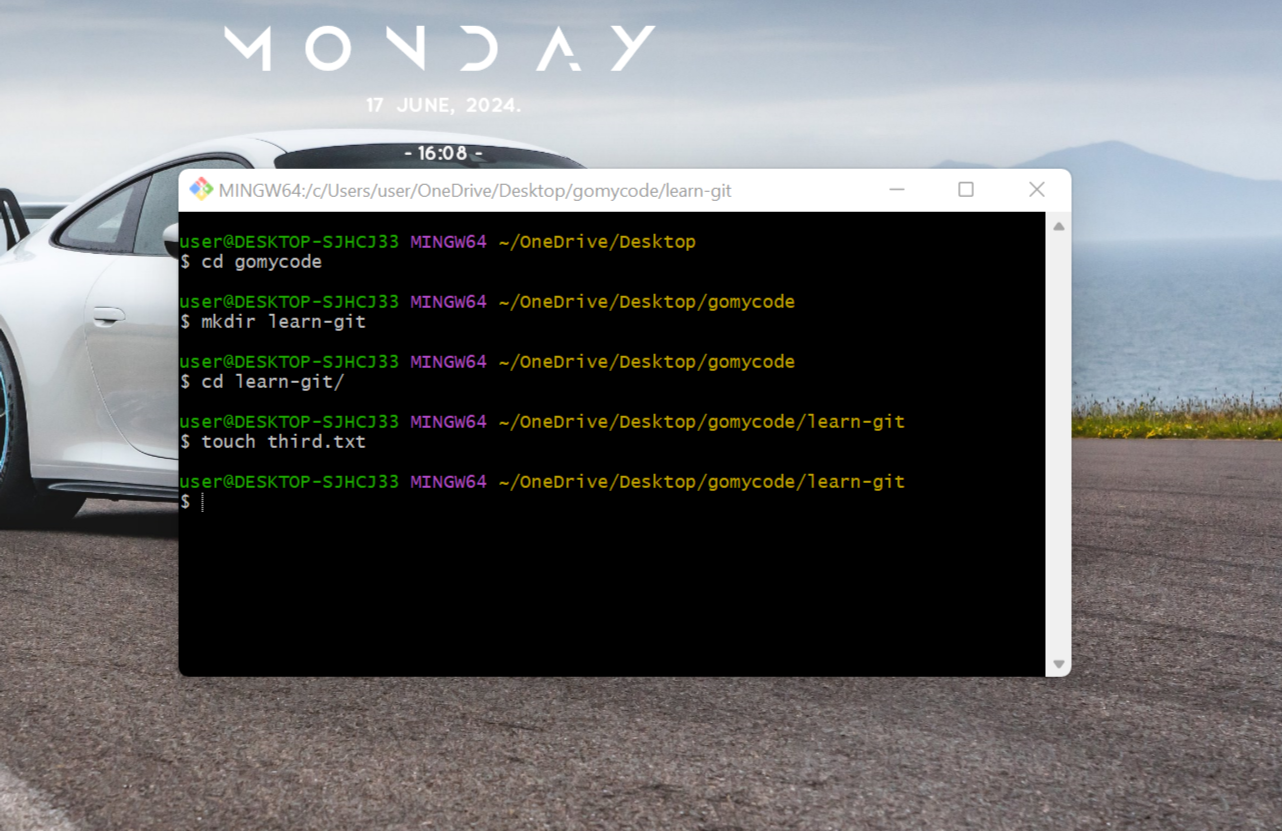 MONDAY
17 JUNE, 2024.
- 16:08 -
MINGW64:/c/Users/user/OneDrive/Desktop/gomycode/learn-git
user@DESKTOP-SJHCJ33 MINGW64 ~/OneDrive/Desktop
$ cd gomycode
user@DESKTOP-SJHCJ33 MINGW64 ~/OneDrive/Desktop/gomycode
$ mkdir learn-git
user@DESKTOP-SJHCJ33 MINGW64 ~/OneDrive/Desktop/gomycode
$ cd learn-git/
user@DESKTOP-SJHCJ33 MINGW64 ~/OneDrive/Desktop/gomycode/learn-git
$ touch third.txt
user@DESKTOP-SJHCJ33 MINGW64 ~/OneDrive/Desktop/gomycode/learn-git
$